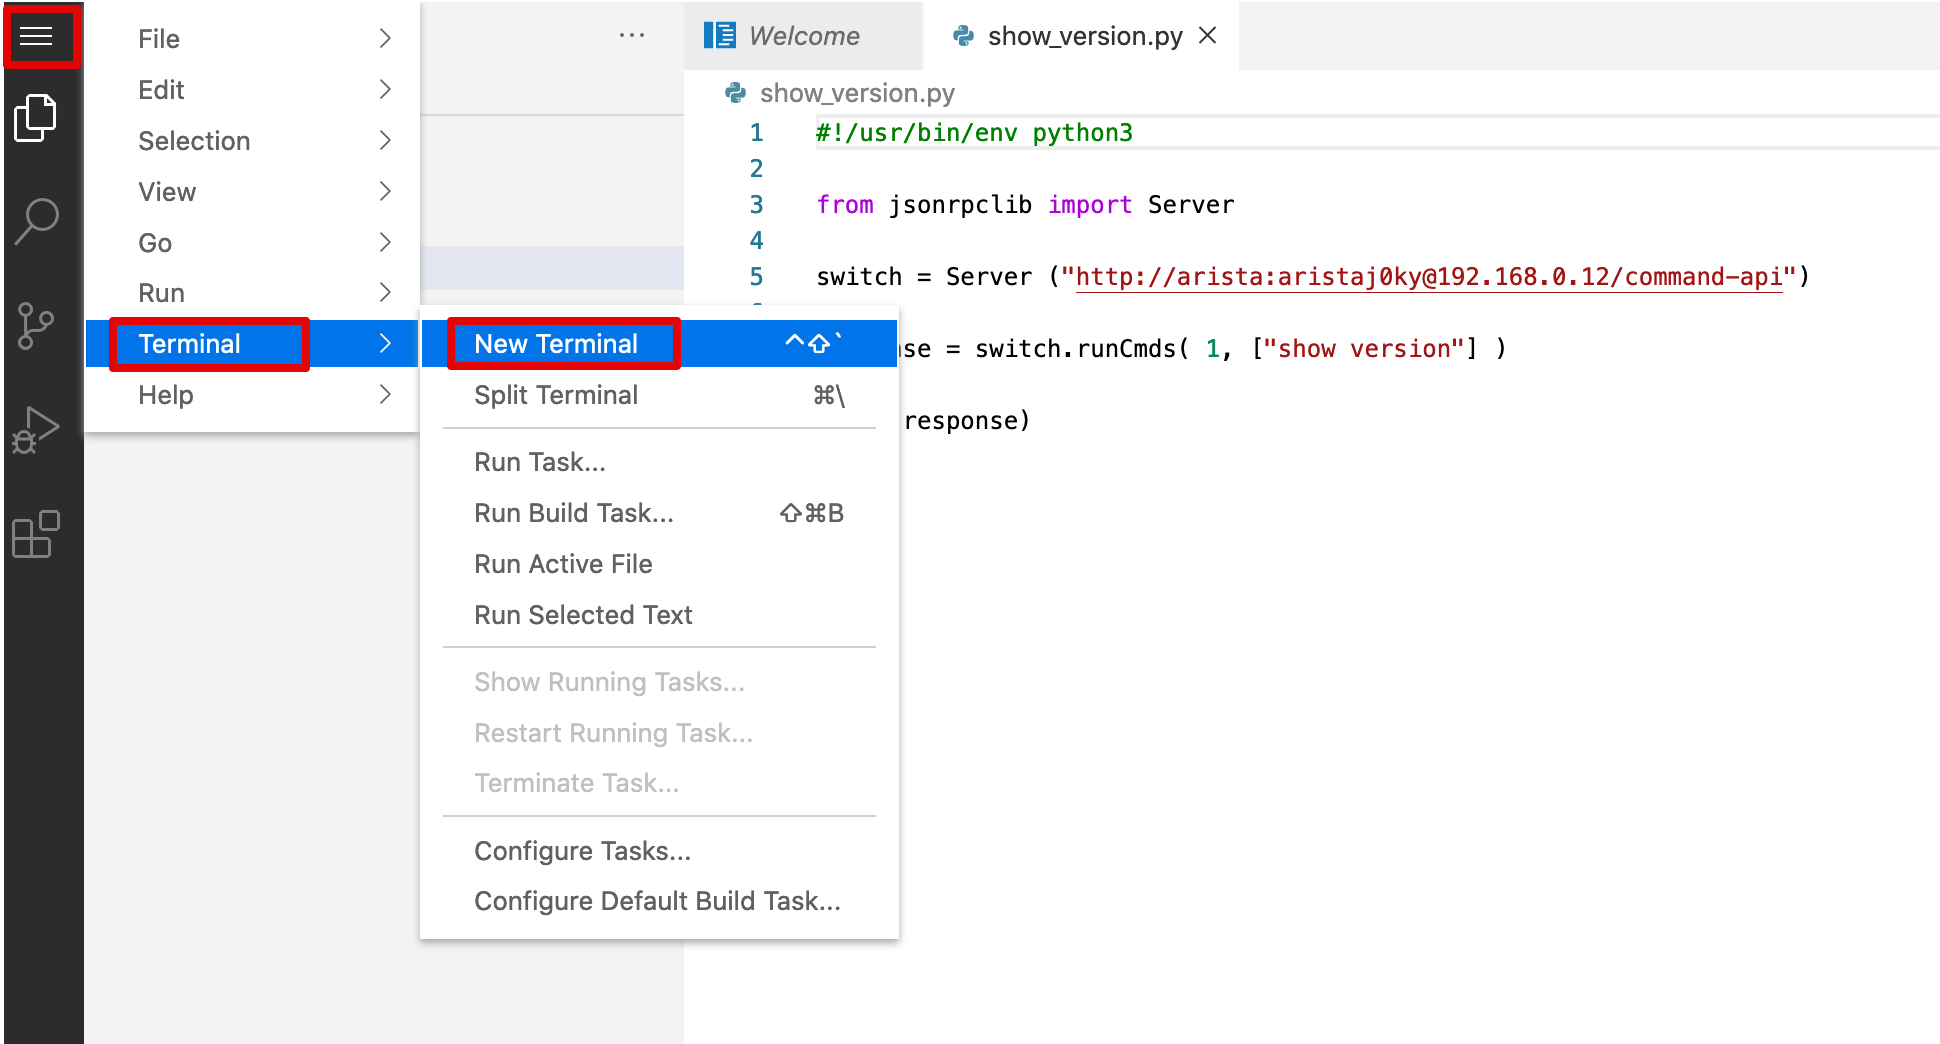 File
Edit
Selection
View
Go
Run
Terminal
Help
New Terminal ^⇧`
Split Terminal ⌘\
Run Task...
Run Build Task... ⇧⌘B
Run Active File
Run Selected Text
Show Running Tasks...
Restart Running Task...
Terminate Task...
Configure Tasks...
Configure Default Build Task...
Welcome
show_version.py
show_version.py
1 #!/usr/bin/env python3
2
3 from jsonrpclib import Server
4
5 switch = Server ("http://arista:aristaj0ky@192.168.0.12/command-api")
se = switch.runCmds( 1, ["show version"] )
response)